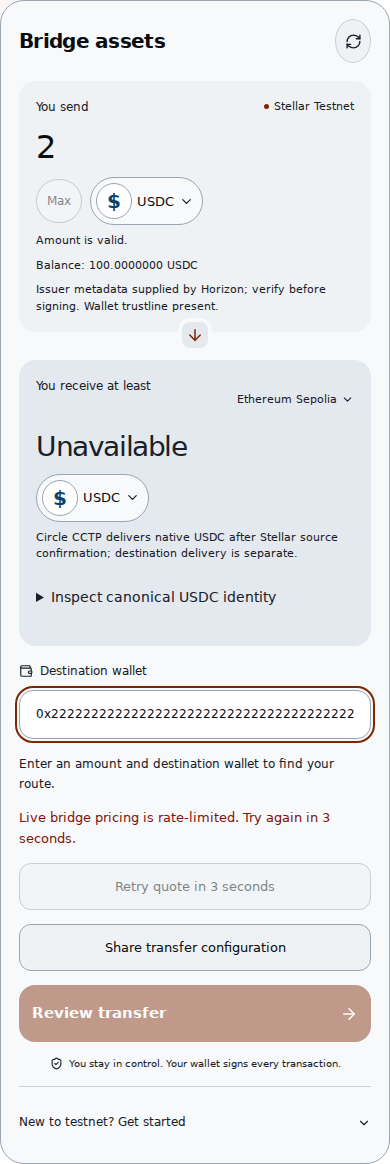 Bridge assets
You send
Stellar Testnet
2
Max
$ USDC
Amount is valid.
Balance: 100.0000000 USDC
Issuer metadata supplied by Horizon; verify before
signing. Wallet trustline present.
You receive at least
Ethereum Sepolia
Unavailable
$ USDC
Circle CCTP delivers native USDC after Stellar source
confirmation; destination delivery is separate.
Inspect canonical USDC identity
Destination wallet
0x2222222222222222222222222222222222222222
Enter an amount and destination wallet to find your
route.
Live bridge pricing is rate-limited. Try again in 3
seconds.
Retry quote in 3 seconds
Share transfer configuration
Review transfer
You stay in control. Your wallet signs every transaction.
New to testnet? Get started